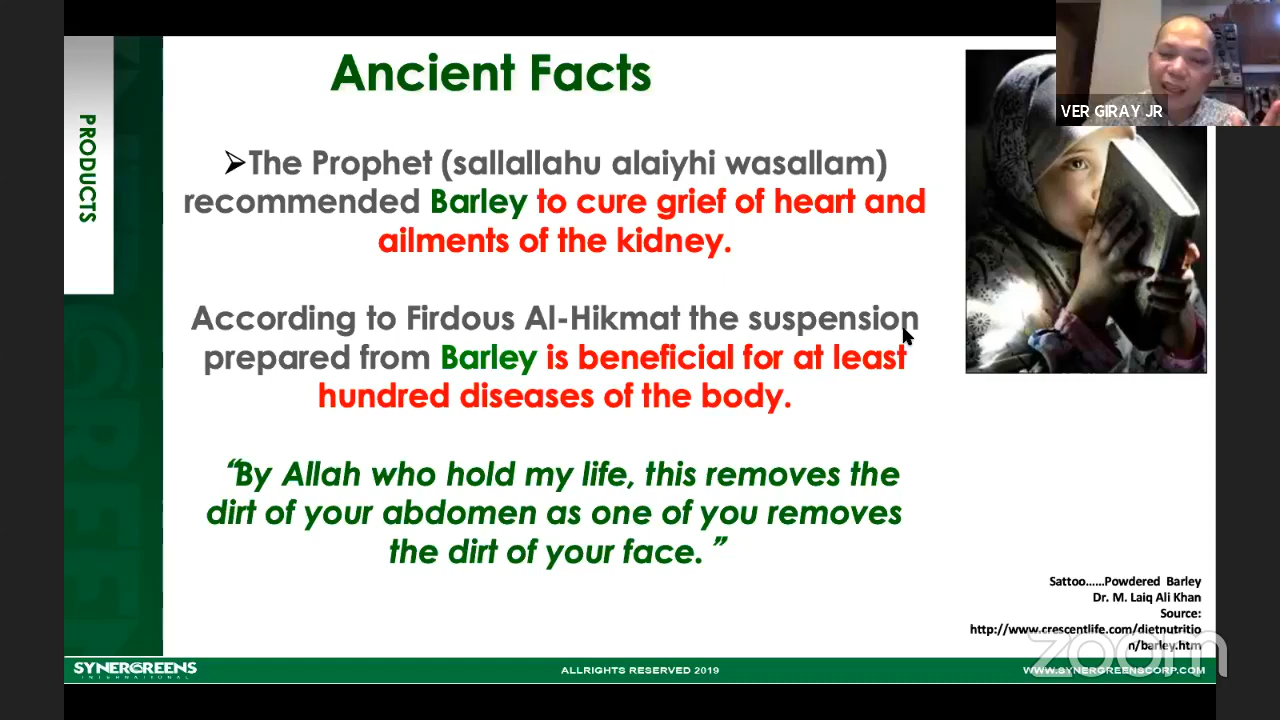 Ancient Facts
VER GIRAY JR
PRODUCTS
➢The Prophet (sallallahu alaiyhi wasallam)
recommended Barley to cure grief of heart and
ailments of the kidney.
According to Firdous Al-Hikmat the suspension
prepared from Barley is beneficial for at least
hundred diseases of the body.
“By Allah who hold my life, this removes the
dirt of your abdomen as one of you removes
the dirt of your face.”
Sattoo......Powdered Barley
Dr. M. Laiq Ali Khan
Source:
http://www.crescentlife.com/dietnutritio
n/barley.htm
zoom
SYNERGREENS
INTERNATIONAL
ALLRIGHTS RESERVED 2019
WWW.SYNERGREENSCORP.COM